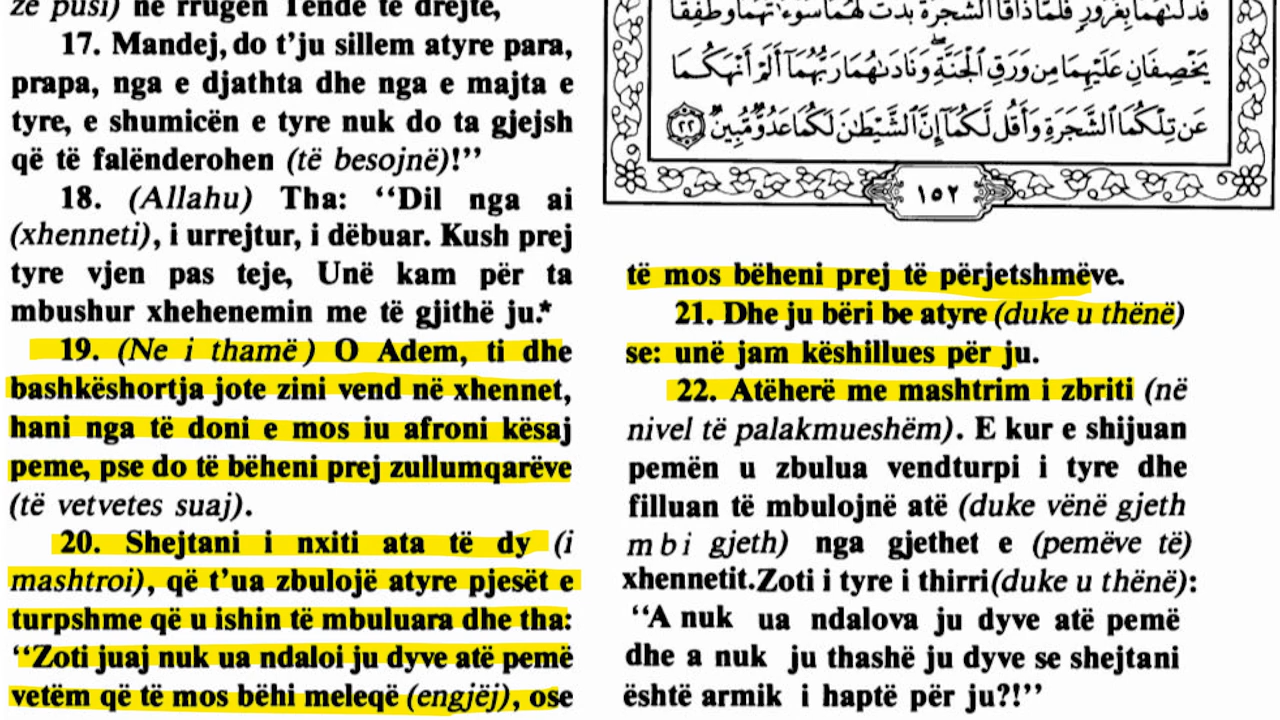 zë pusi) në rrugën Tënde të drejtë,
17. Mandej, do t'ju sillem atyre para,
prapa, nga e djathta dhe nga e majta e
tyre, e shumicën e tyre nuk do ta gjejsh
që të falënderohen (të besojnë)!''
18. (Allahu) Tha: ‘‘Dil nga ai
(xhenneti), i urrejtur, i dëbuar. Kush prej
tyre vjen pas teje, Unë kam për ta
mbushur xhehenemin me të gjithë ju.*
19. (Ne i thamë) O Adem, ti dhe
bashkëshortja jote zini vend në xhennet,
hani nga të doni e mos iu afroni kësaj
peme, pse do të bëheni prej zullumqarëve
(të vetvetes suaj).
20. Shejtani i nxiti ata të dy (i
mashtroi), që t'ua zbulojë atyre pjesët e
turpshme që u ishin të mbuluara dhe tha:
‘‘Zoti juaj nuk ua ndaloi ju dyve atë pemë
vetëm që të mos bëhi meleqë (engjëj), ose
فَدَلَّىٰهُمَا بِغُرُورٍ فَلَمَّا ذَاقَا ٱلشَّجَرَةَ بَدَتْ لَهُمَا سَوْءَٰتُهُمَا وَطَفِقَا
يَخْصِفَانِ عَلَيْهِمَا مِن وَرَقِ ٱلْجَنَّةِ ۖ وَنَادَىٰهُمَا رَبُّهُمَآ أَلَمْ أَنْهَكُمَا
عَن تِلْكُمَا ٱلشَّجَرَةِ وَأَقُل لَّكُمَآ إِنَّ ٱلشَّيْطَٰنَ لَكُمَا عَدُوٌّ مُّبِينٌ ٢٢
١٥٢
të mos bëheni prej të përjetshmëve.
21. Dhe ju bëri be atyre (duke u thënë)
se: unë jam këshillues për ju.
22. Atëherë me mashtrim i zbriti (në
nivel të palakmueshëm). E kur e shijuan
pemën u zbulua vendturpi i tyre dhe
filluan të mbulojnë atë (duke vënë gjeth
mbi gjeth) nga gjethet e (pemëve të)
xhennetit. Zoti i tyre i thirri (duke u thënë):
‘‘A nuk ua ndalova ju dyve atë pemë
dhe a nuk ju thashë ju dyve se shejtani
është armik i haptë për ju?!''